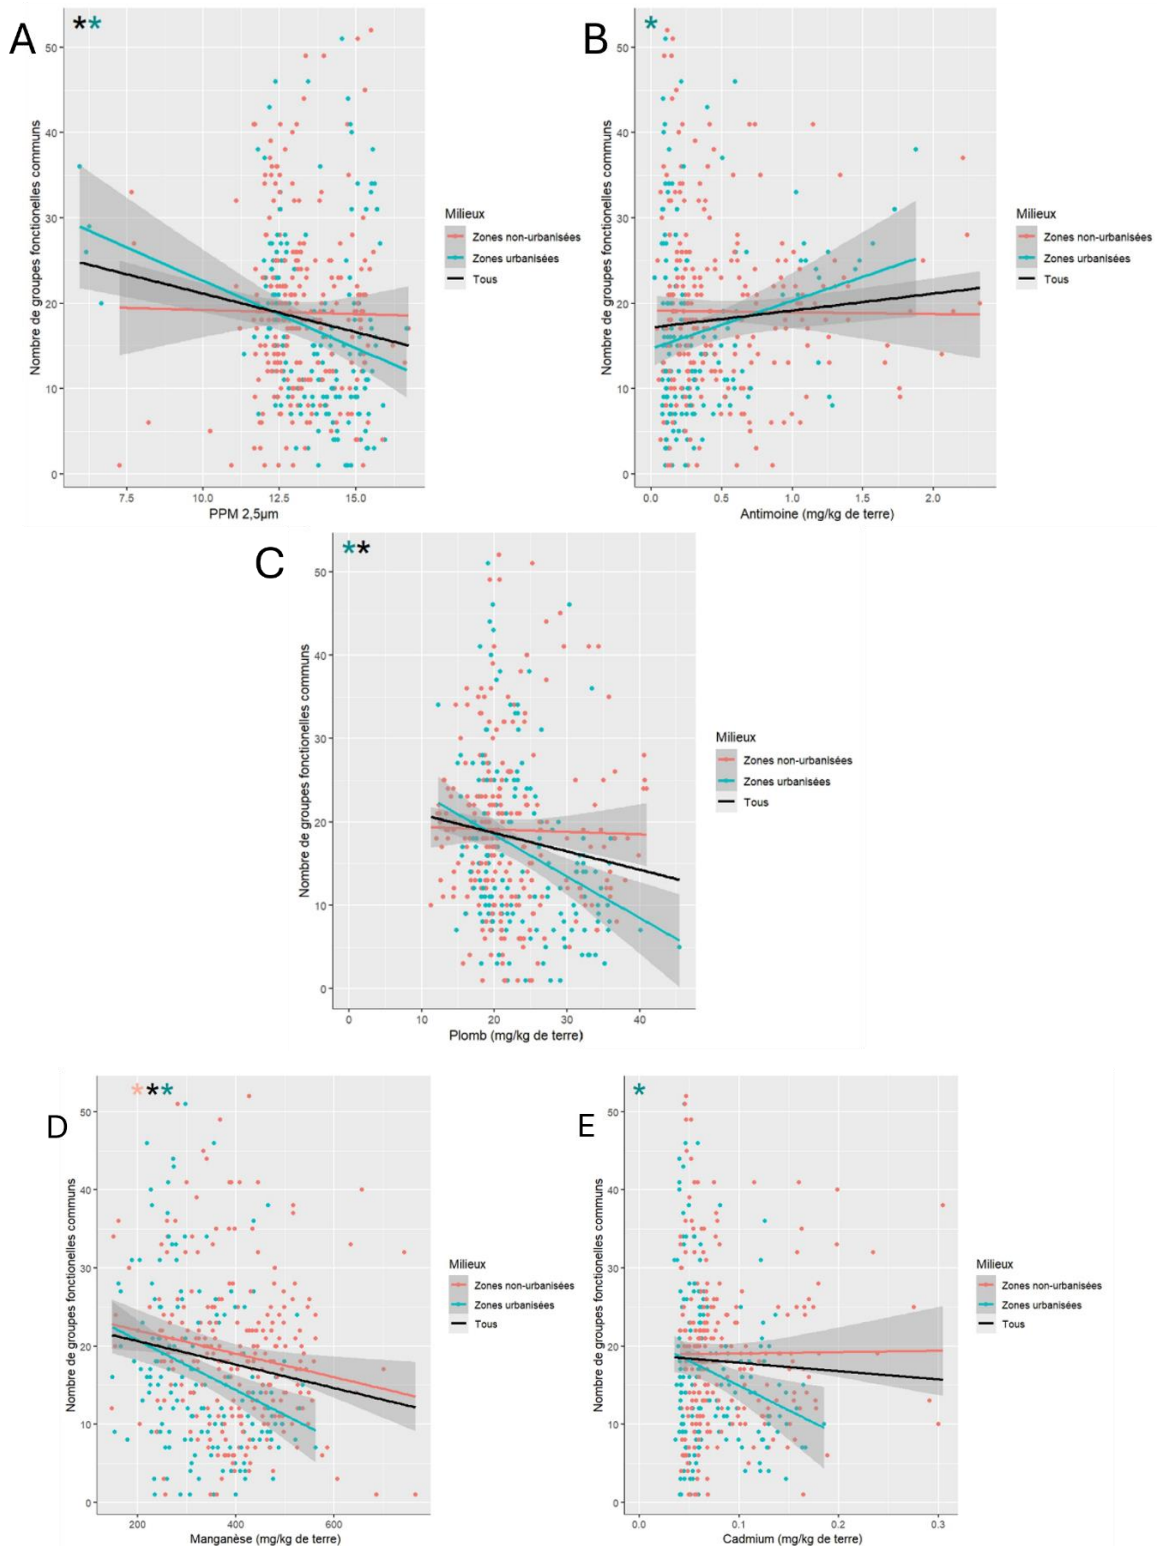 A
**
Nombre de groupes fonctionelles communs
50
40
30
20
10
0
7.5
10.0
12.5
15.0
PPM 2,5µm
Milieux
Zones non-urbanisées
Zones urbanisées
Tous
B
*
Nombre de groupes fonctionelles communs
50
40
30
20
10
0
0.0
0.5
1.0
1.5
2.0
Antimoine (mg/kg de terre)
Milieux
Zones non-urbanisées
Zones urbanisées
Tous
C
**
Nombre de groupes fonctionelles communs
50
40
30
20
10
0
0
10
20
30
40
Plomb (mg/kg de terre)
Milieux
Zones non-urbanisées
Zones urbanisées
Tous
D
***
Nombre de groupes fonctionelles communs
50
40
30
20
10
0
200
400
600
Manganèse (mg/kg de terre)
Milieux
Zones non-urbanisées
Zones urbanisées
Tous
E
*
Nombre de groupes fonctionelles communs
50
40
30
20
10
0
0.0
0.1
0.2
0.3
Cadmium (mg/kg de terre)
Milieux
Zones non-urbanisées
Zones urbanisées
Tous